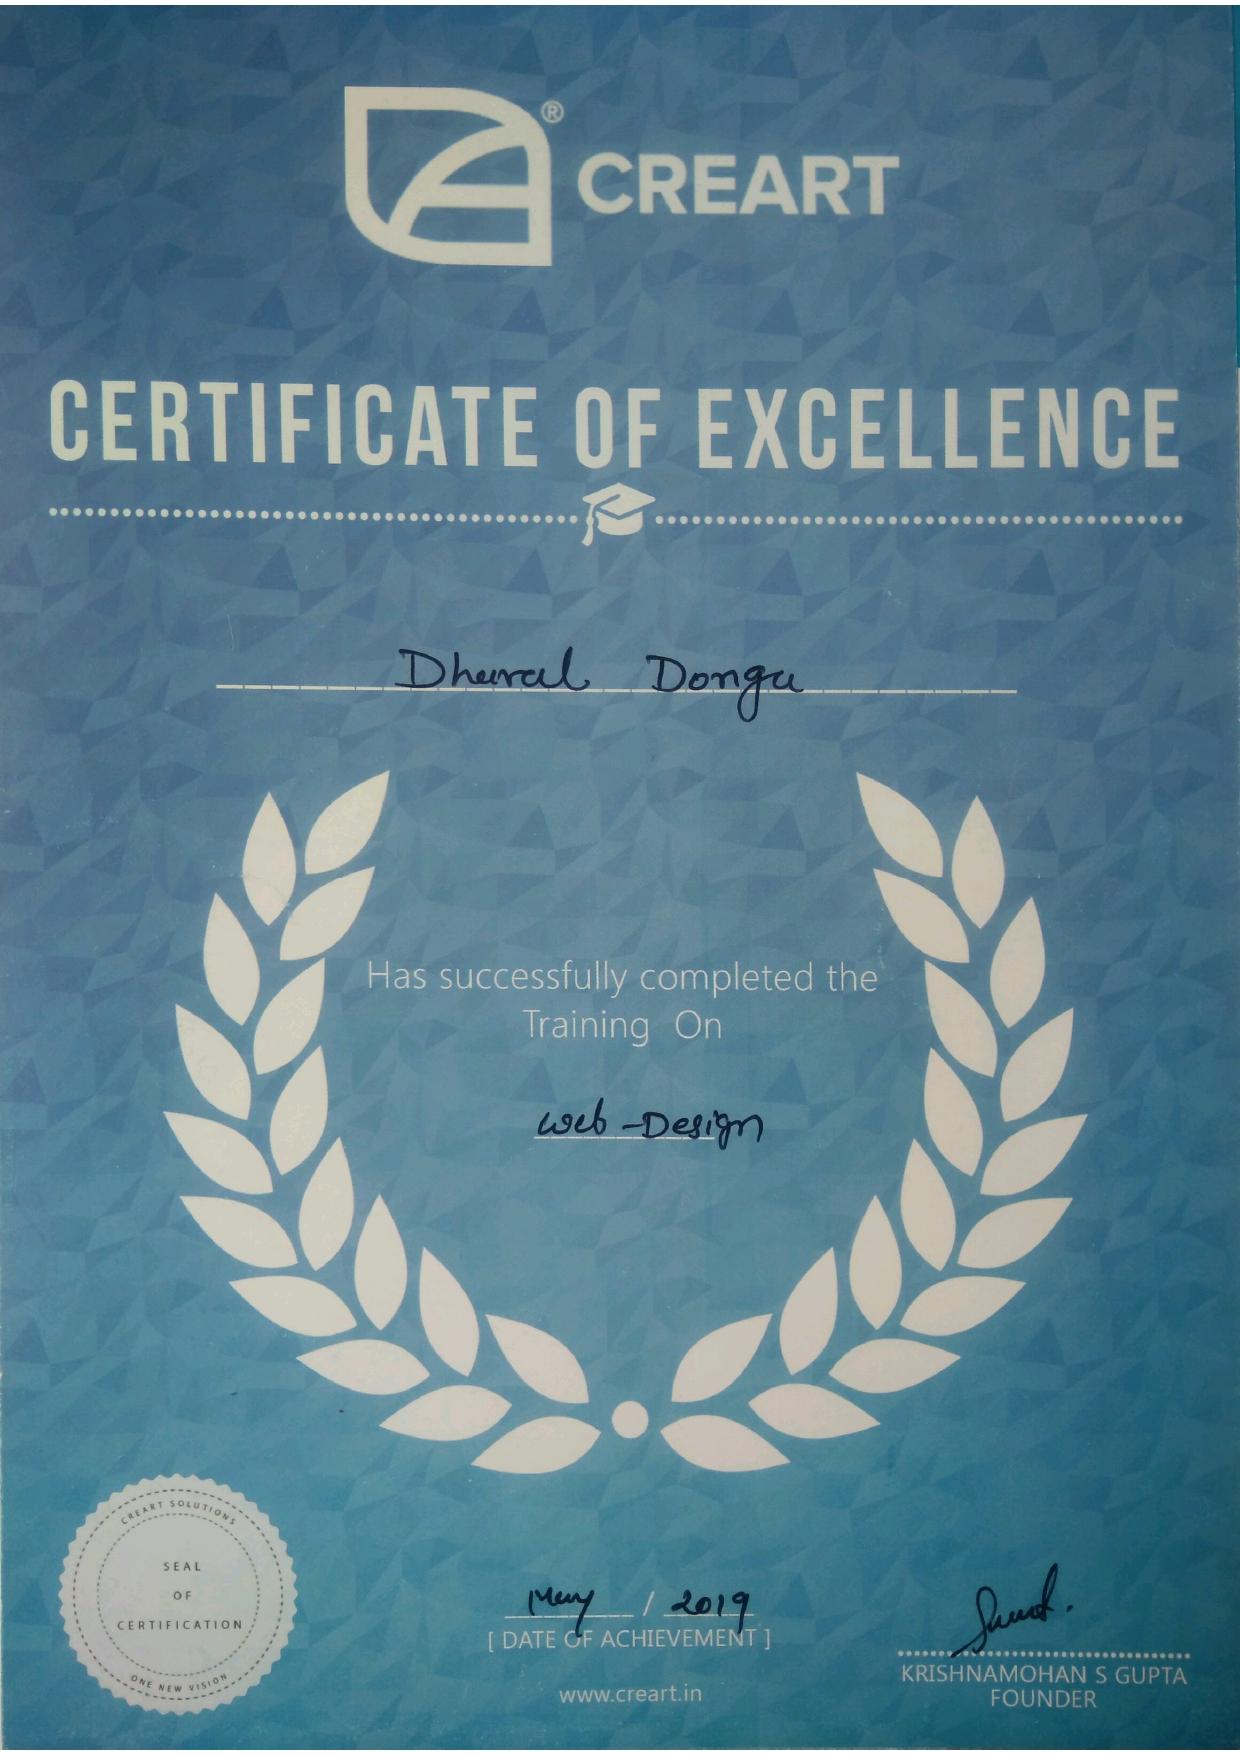 ®
CREART
CERTIFICATE OF EXCELLENCE
Dhaval Donga
Has successfully completed the
Training On
Web-Design
CREART SOLUTIONS
SEAL
OF
CERTIFICATION
ONE NEW VISION
May / 2019
[ DATE OF ACHIEVEMENT ]
www.creart.in
KRISHNAMOHAN S GUPTA
FOUNDER